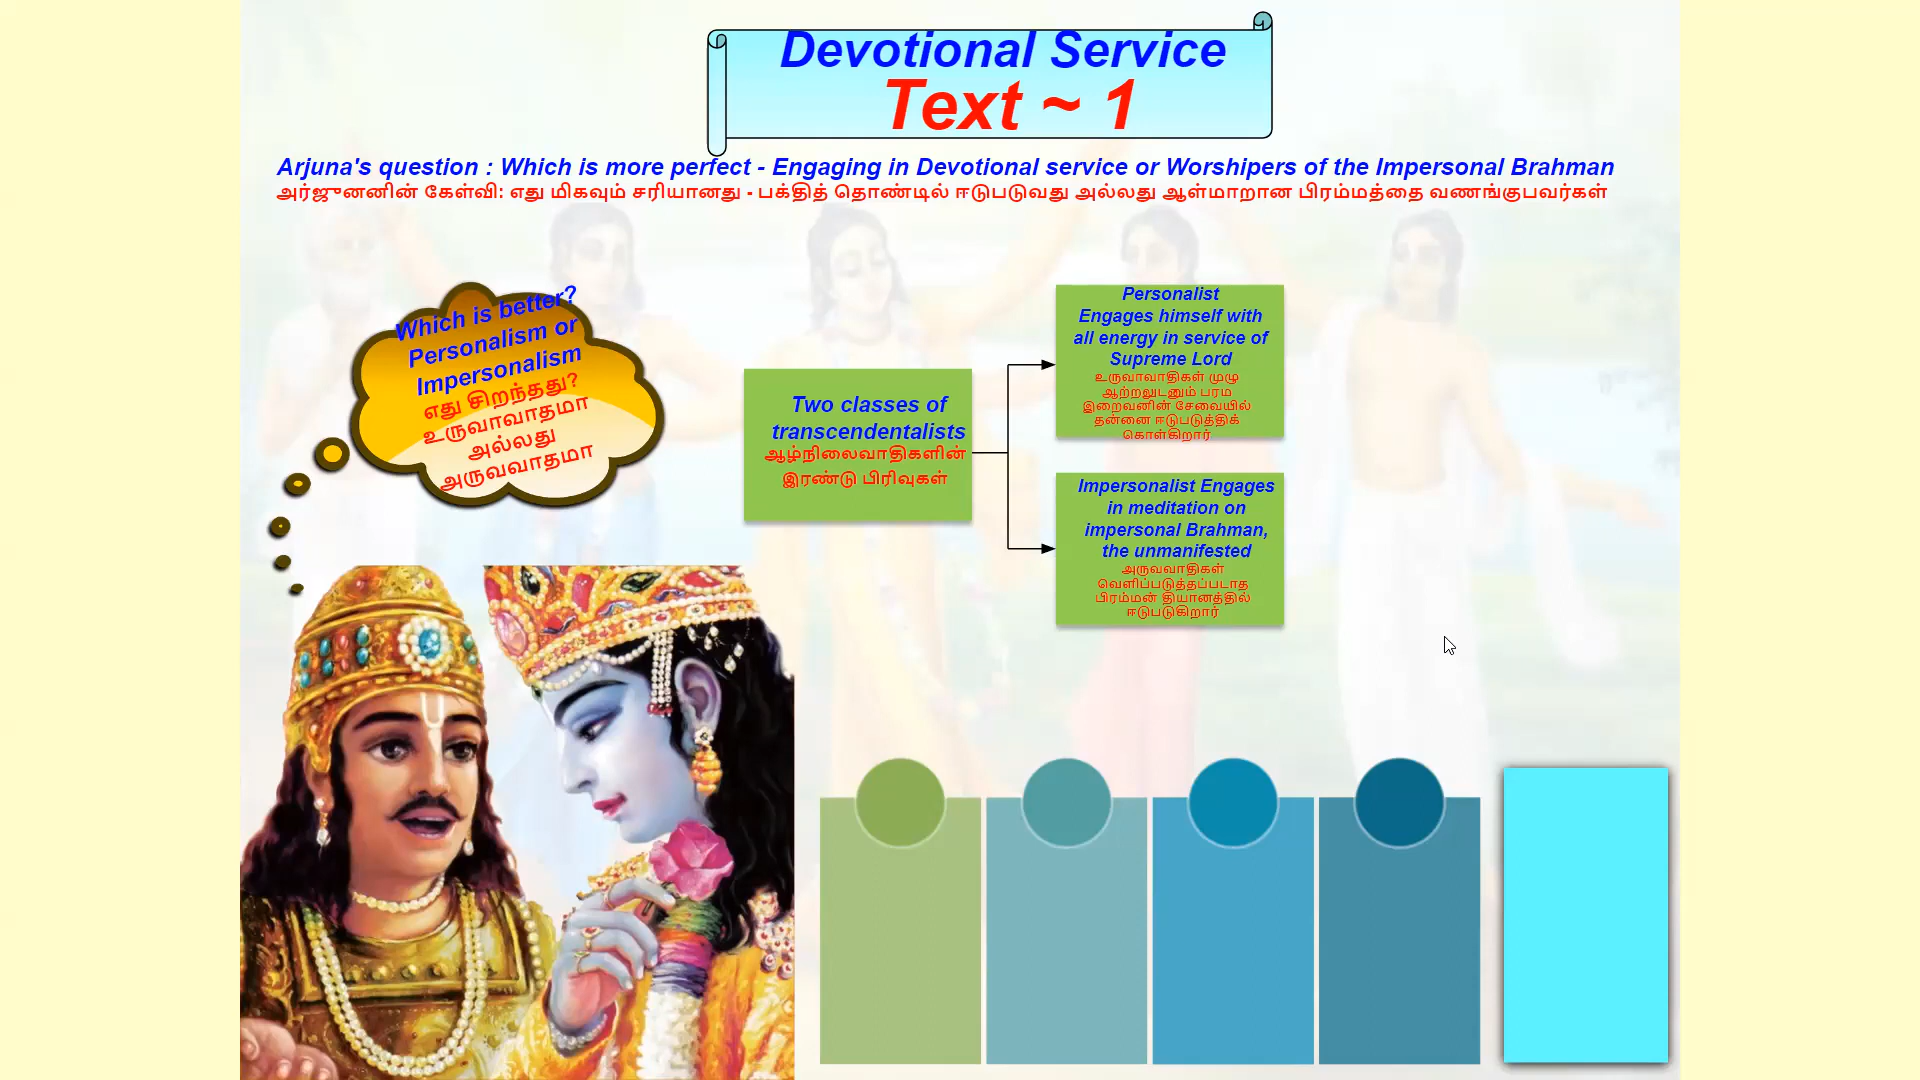 Devotional Service
Text ~ 1
Arjuna's question : Which is more perfect - Engaging in Devotional service or Worshipers of the Impersonal Brahman
அர்ஜுனனின் கேள்வி: எது மிகவும் சரியானது - பக்தித் தொண்டில் ஈடுபடுவது அல்லது ஆள்மாறான பிரம்மத்தை வணங்குபவர்கள்
Which is better?
Personalism or
Impersonalism
எது சிறந்தது?
உருவாவாதமா
அல்லது
அருவவாதமா
Two classes of
transcendentalists
ஆழ்நிலைவாதிகளின்
இரண்டு பிரிவுகள்
Personalist
Engages himself with
all energy in service of
Supreme Lord
உருவாவாதிகள் முழு
ஆற்றலுடனும் பரம
இறைவனின் சேவையில்
தன்னை ஈடுபடுத்திக்
கொள்கிறார்
Impersonalist Engages
in meditation on
impersonal Brahman,
the unmanifested
அருவவாதிகள்
வெளிப்படுத்தப்படாத
பிரம்மன் தியானத்தில்
ஈடுபடுகிறார்